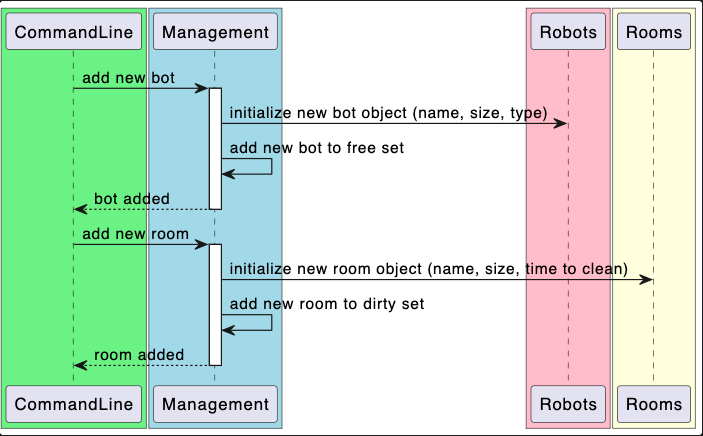 CommandLine Management Robots Rooms
add new bot
initialize new bot object (name, size, type)
add new bot to free set
bot added
add new room
initialize new room object (name, size, time to clean)
add new room to dirty set
room added
CommandLine Management Robots Rooms